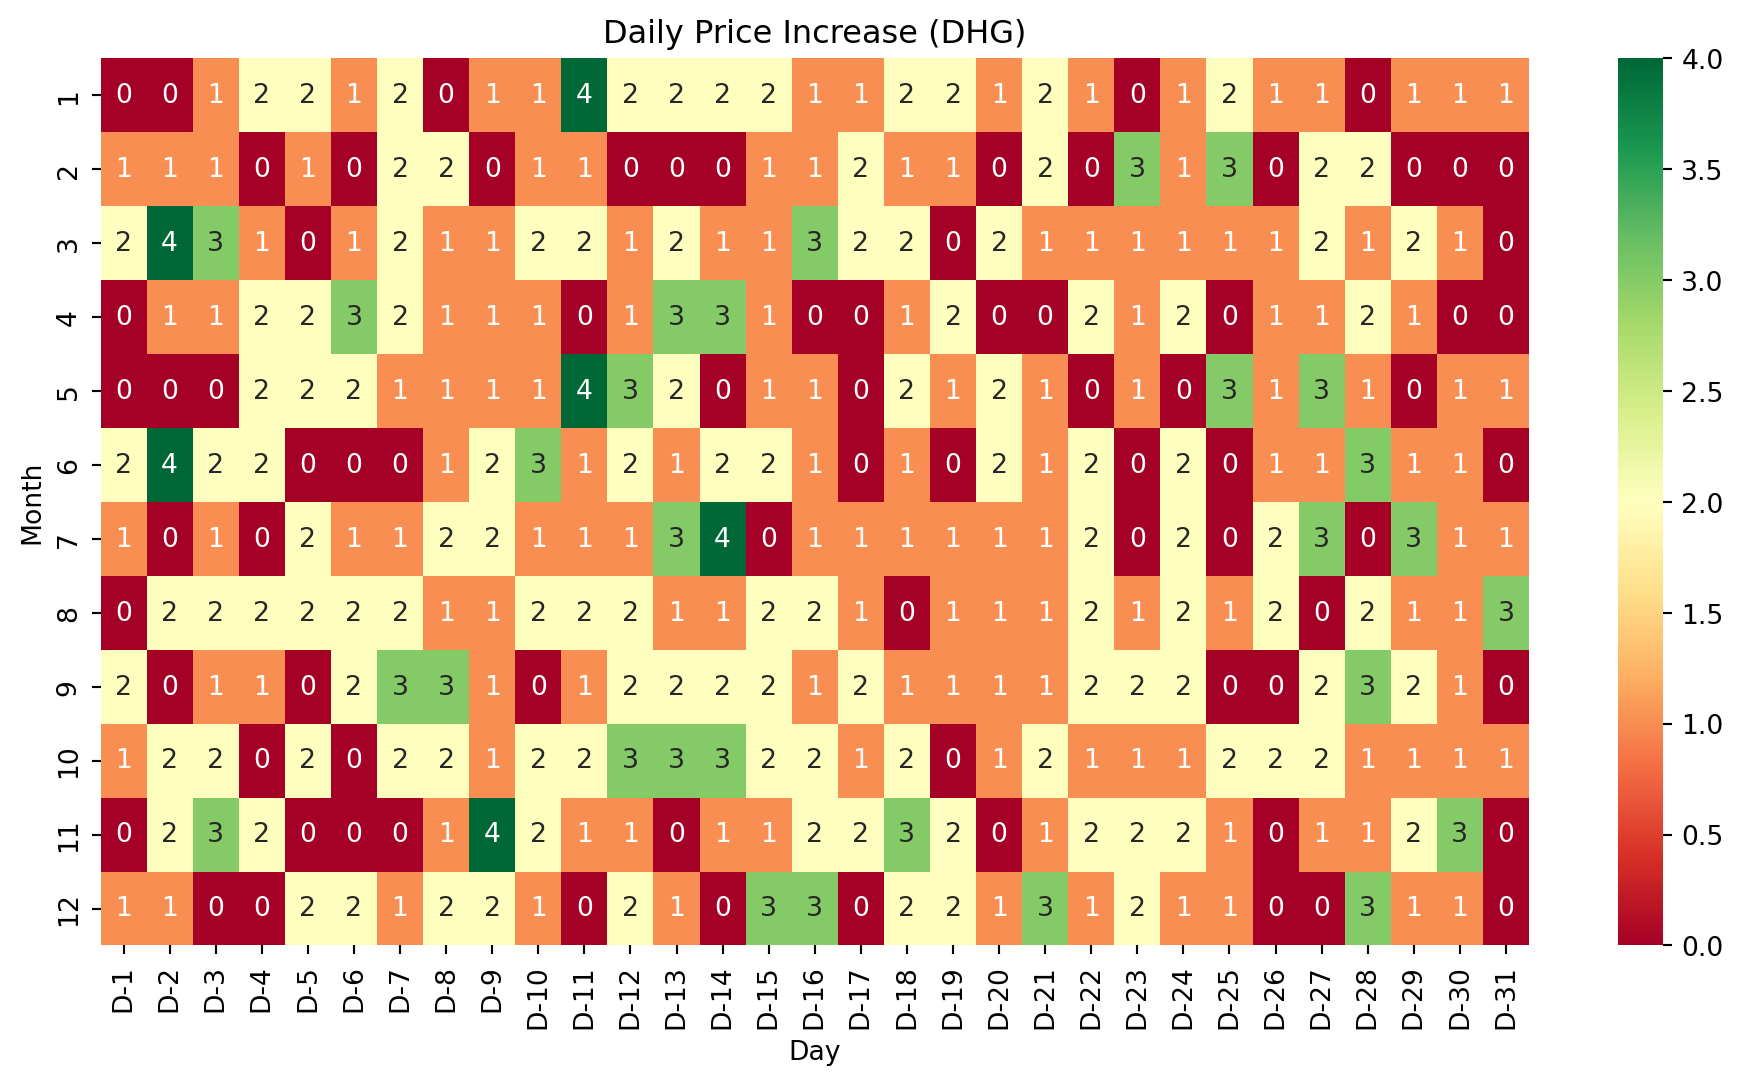 Daily Price Increase (DHG)
Month
1 0 0 1 2 2 1 2 0 1 1 4 2 2 2 2 1 1 2 2 1 2 1 0 1 2 1 1 0 1 1 1
2 1 1 1 0 1 0 2 2 0 1 1 0 0 0 1 1 2 1 1 0 2 0 3 1 3 0 2 2 0 0 0
3 2 4 3 1 0 1 2 1 1 2 2 1 2 1 1 3 2 2 0 2 1 1 1 1 1 1 2 1 2 1 0
4 0 1 1 2 2 3 2 1 1 1 0 1 3 3 1 0 0 1 2 0 0 2 1 2 0 1 1 2 1 0 0
5 0 0 0 2 2 2 1 1 1 1 4 3 2 0 1 1 0 2 1 2 1 0 1 0 3 1 3 1 0 1 1
6 2 4 2 2 0 0 0 1 2 3 1 2 1 2 2 1 0 1 0 2 1 2 0 2 0 1 1 3 1 1 0
7 1 0 1 0 2 1 1 2 2 1 1 1 3 4 0 1 1 1 1 1 1 2 0 2 0 2 3 0 3 1 1
8 0 2 2 2 2 2 2 1 1 2 2 2 1 1 2 2 1 0 1 1 1 2 1 2 1 2 0 2 1 1 3
9 2 0 1 1 0 2 3 3 1 0 1 2 2 2 2 1 2 1 1 1 1 2 2 2 0 0 2 3 2 1 0
10 1 2 2 0 2 0 2 2 1 2 2 3 3 3 2 2 1 2 0 1 2 1 1 1 2 2 2 1 1 1 1
11 0 2 3 2 0 0 0 1 4 2 1 1 0 1 1 2 2 3 2 0 1 2 2 2 1 0 1 1 2 3 0
12 1 1 0 0 2 2 1 2 2 1 0 2 1 0 3 3 0 2 2 1 3 1 2 1 1 0 0 3 1 1 0
D-1 D-2 D-3 D-4 D-5 D-6 D-7 D-8 D-9 D-10 D-11 D-12 D-13 D-14 D-15 D-16 D-17 D-18 D-19 D-20 D-21 D-22 D-23 D-24 D-25 D-26 D-27 D-28 D-29 D-30 D-31
Day
4.0
3.5
3.0
2.5
2.0
1.5
1.0
0.5
0.0